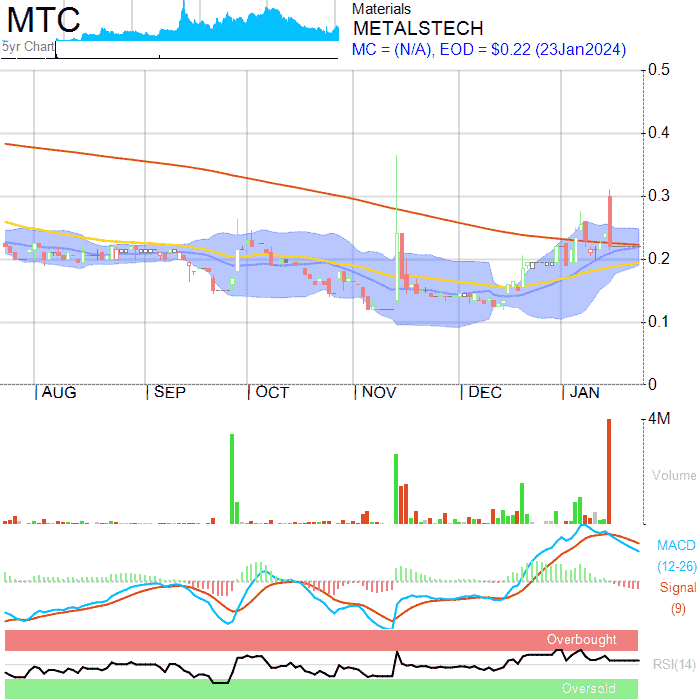 MTC
Materials
METALSTECH
5yr Chart
MC = (N/A), EOD = $0.22 (23Jan2024)
0.5
0.4
0.3
0.2
0.1
0
AUG SEP OCT NOV DEC JAN
4M
Volume
MACD
(12-26)
Signal
(9)
Overbought
RSI(14)
Oversold